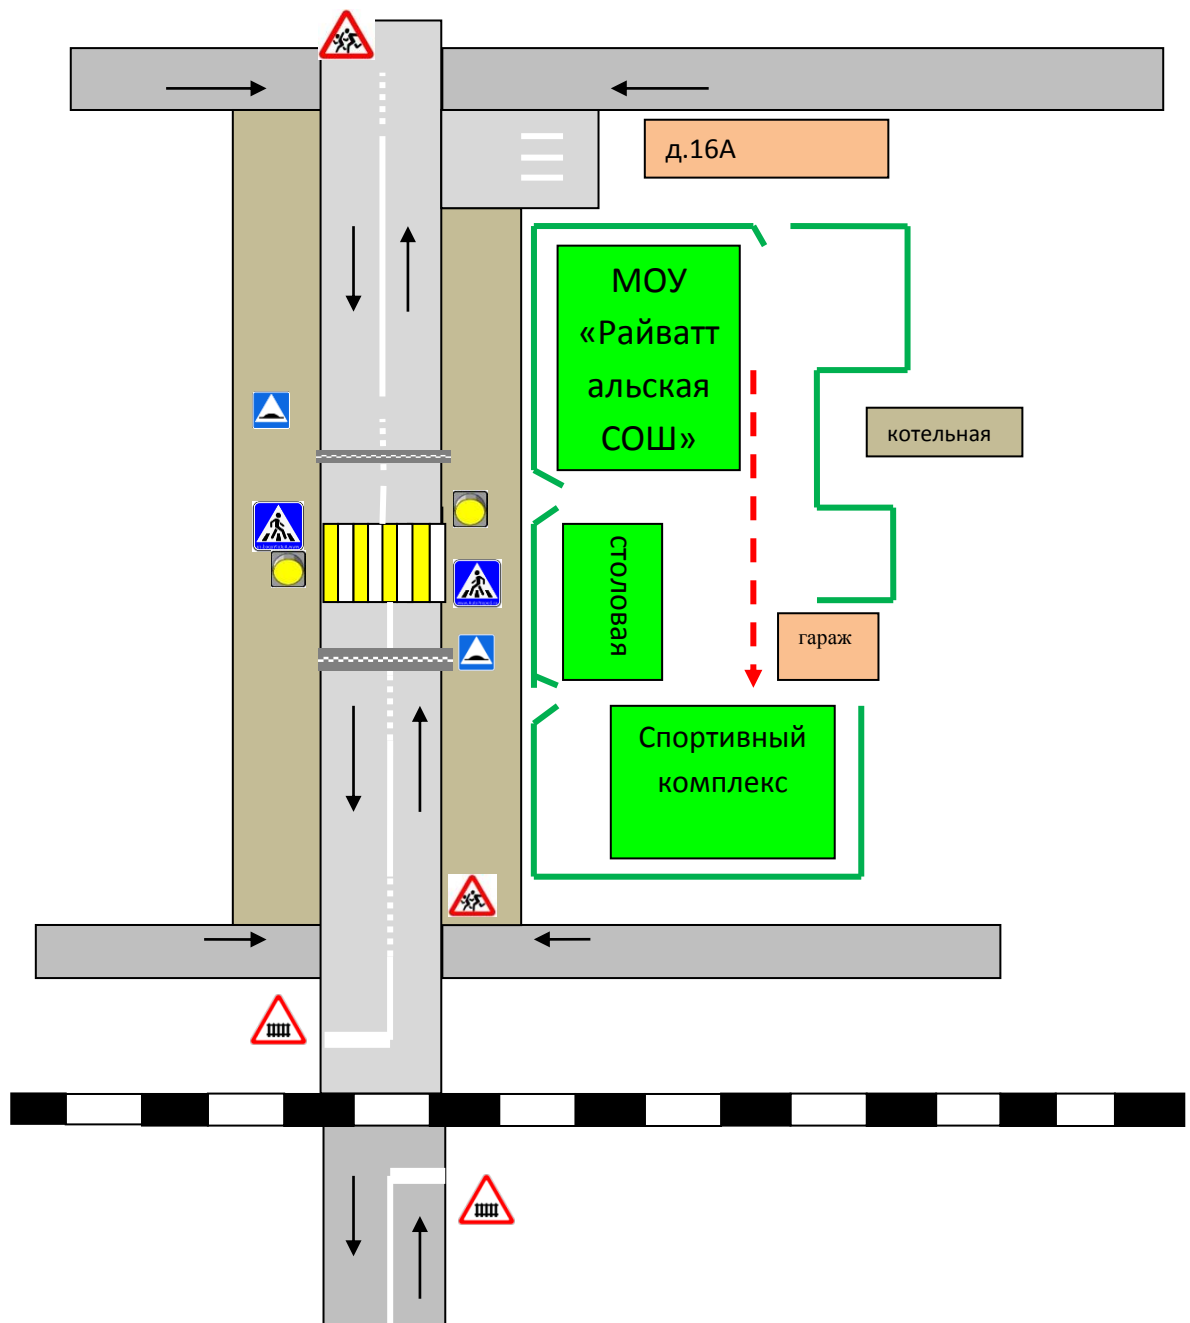 д.16А
МОУ
«Райватт
альская
СОШ»
котельная
столовая
гараж
Спортивный
комплекс